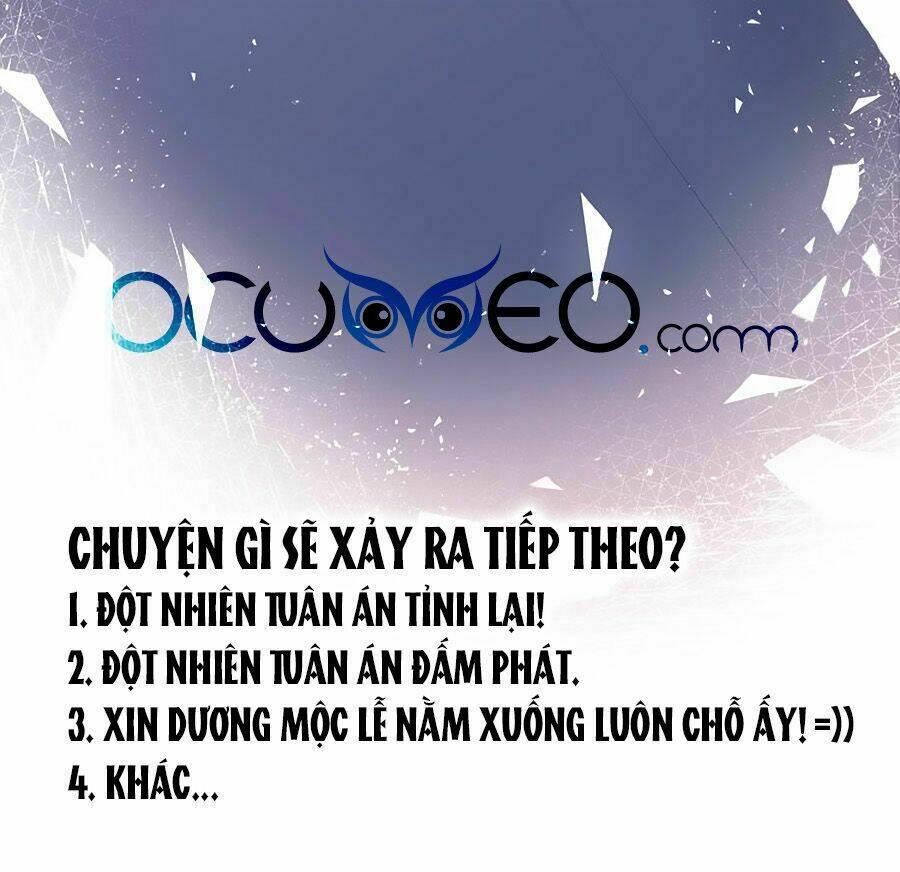 OCUMEO.com
CHUYỆN GÌ SẼ XẢY RA TIẾP THEO?
1. ĐỘT NHIÊN TUÂN ÁN TỈNH LẠI!
2. ĐỘT NHIÊN TUÂN ÁN ĐẤM PHÁT.
3. XIN DƯƠNG MỘC LỄ NẰM XUỐNG LUÔN CHỖ ẤY! =))
4. KHÁC...